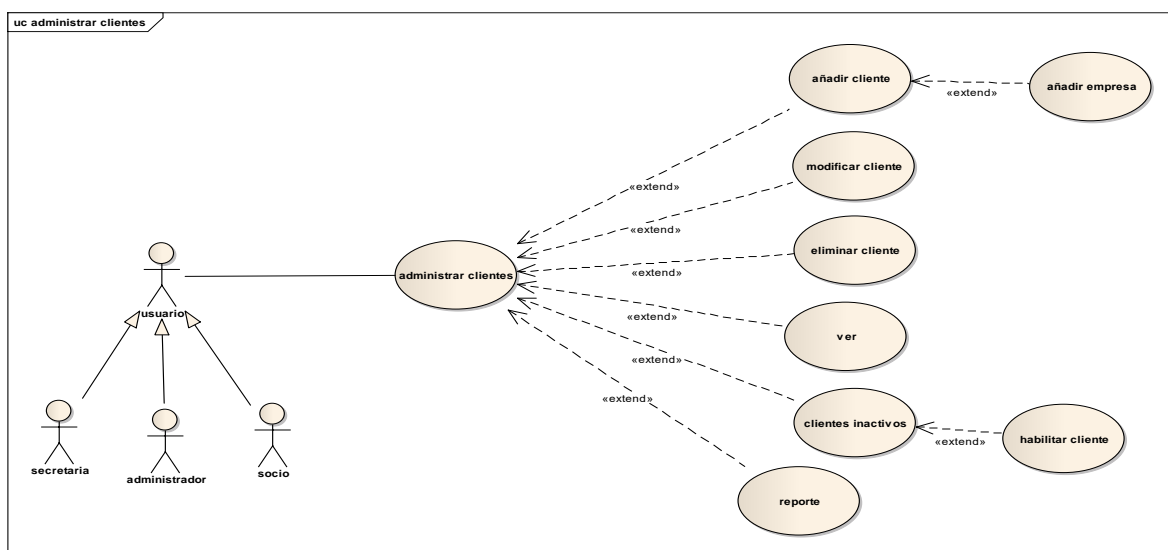 uc administrar clientes
añadir cliente
«extend»
añadir empresa
modificar cliente
«extend»
«extend»
eliminar cliente
«extend»
administrar clientes
usuario
«extend»
ver
«extend»
«extend»
clientes inactivos
«extend»
habilitar cliente
secretaria
administrador
socio
reporte